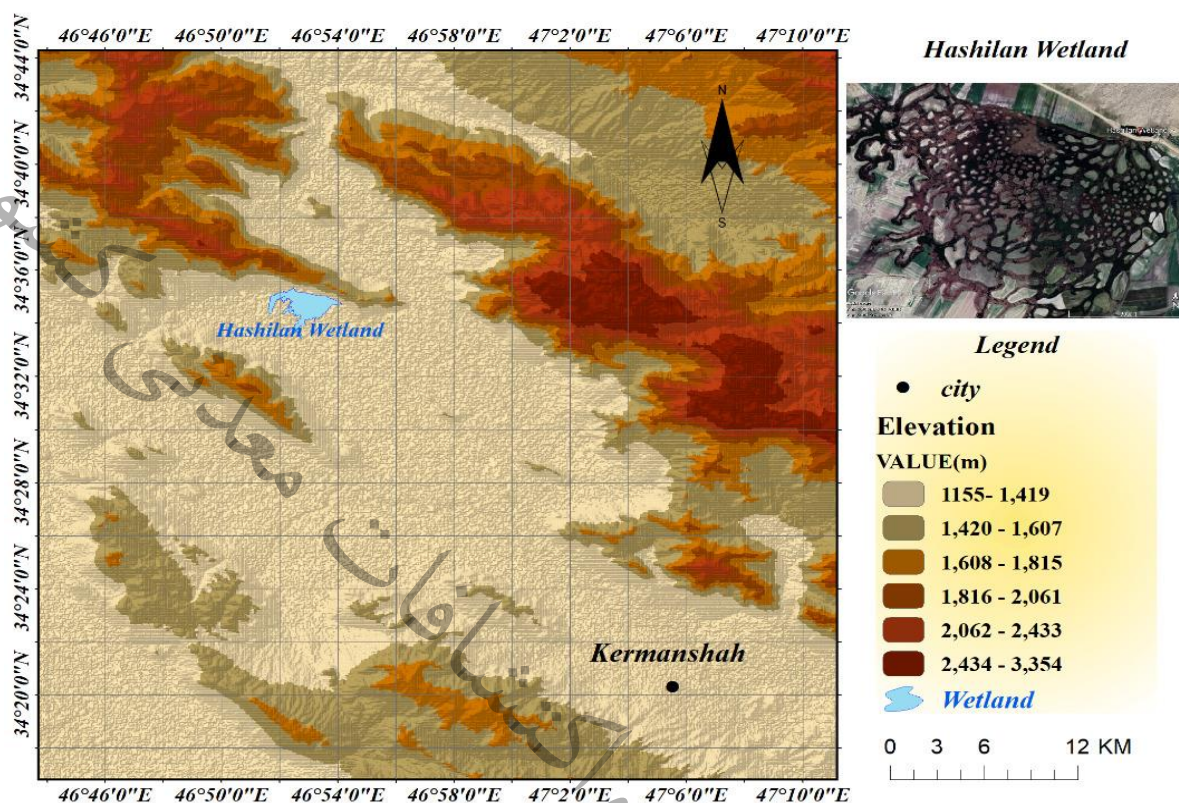 46°46'0"E 46°50'0"E 46°54'0"E 46°58'0"E 47°2'0"E 47°6'0"E 47°10'0"E
34°44'0"N
34°40'0"N
34°36'0"N
34°32'0"N
34°28'0"N
34°24'0"N
34°20'0"N
N
S
Hashilan Wetland
Kermanshah
46°46'0"E 46°50'0"E 46°54'0"E 46°58'0"E 47°2'0"E 47°6'0"E 47°10'0"E
Hashilan Wetland
Hashilan Wetland
Legend
city
Elevation
VALUE(m)
1155- 1,419
1,420 - 1,607
1,608 - 1,815
1,816 - 2,061
2,062 - 2,433
2,434 - 3,354
Wetland
0 3 6 12 KM
اکتشافات معدنی